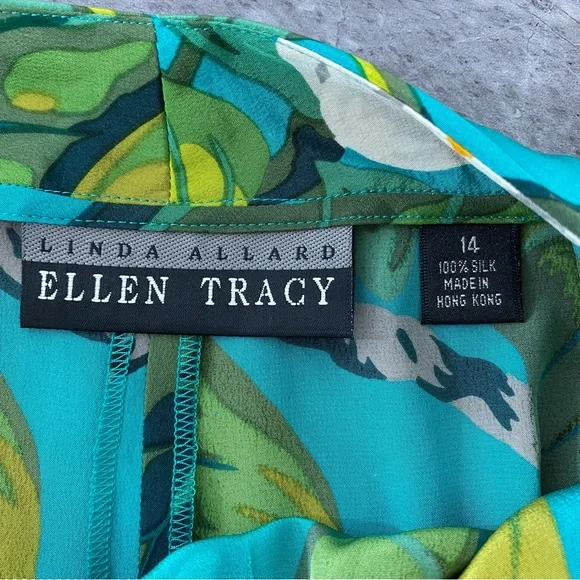 LINDA ALLARD
ELLEN TRACY
14
100% SILK
MADE IN
HONG KONG